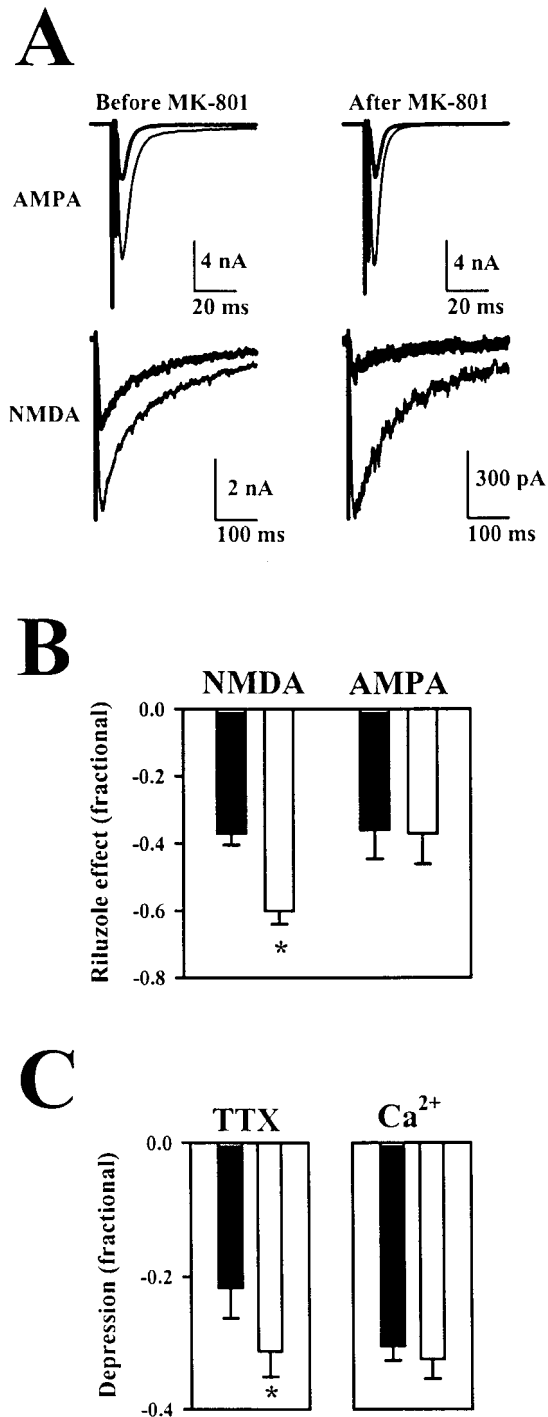 A
Before MK-801 After MK-801
AMPA
4 nA 4 nA
20 ms 20 ms
NMDA
2 nA 300 pA
100 ms 100 ms
B
NMDA AMPA
Riluzole effect (fractional)
0.0
-0.2
-0.4
-0.6
-0.8
*
C
TTX Ca²⁺
Depression (fractional)
0.0
-0.2
-0.4
*